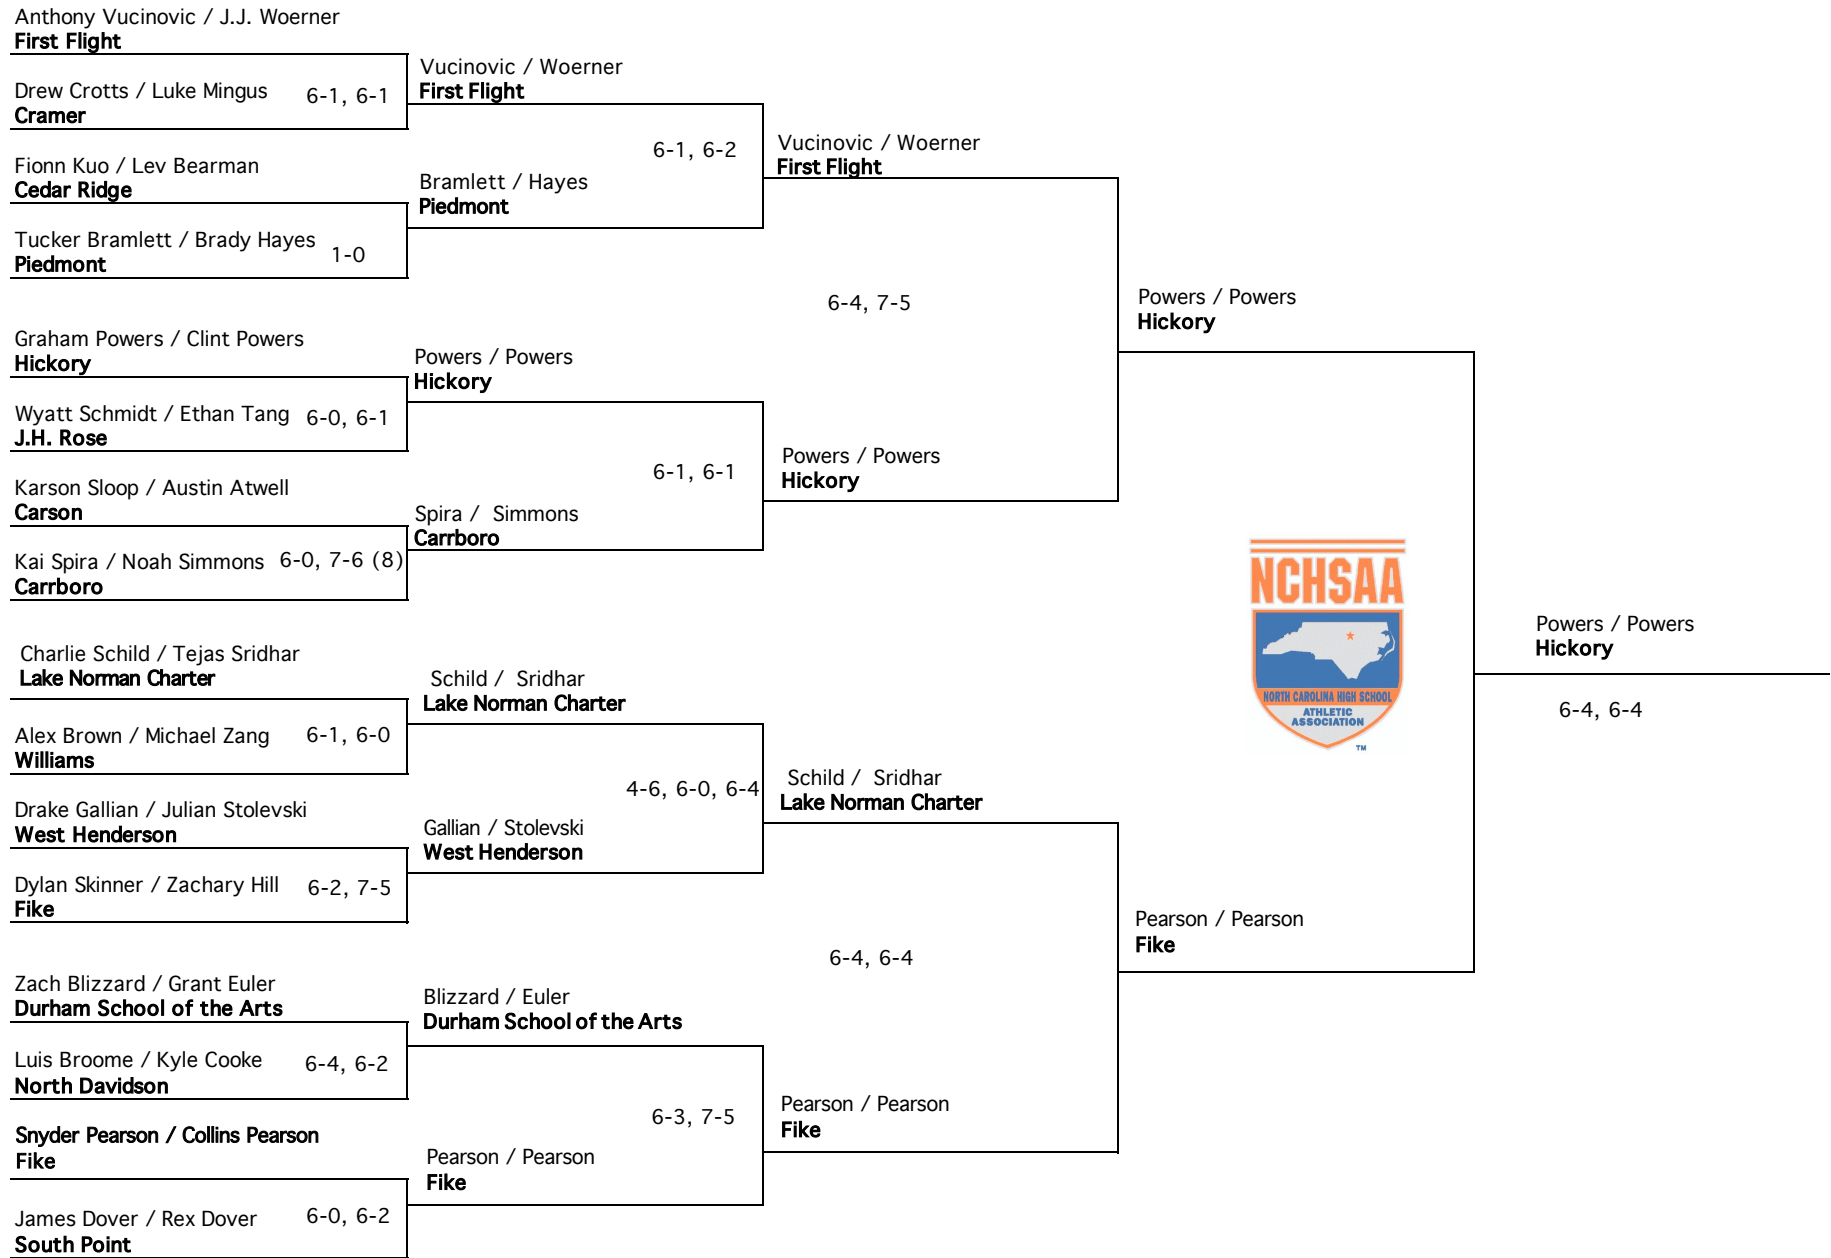 Anthony Vucinovic / J.J. Woerner
First Flight
Drew Crotts / Luke Mingus 6-1, 6-1
Cramer
Fionn Kuo / Lev Bearman
Cedar Ridge
Tucker Bramlett / Brady Hayes 1-0
Piedmont
Graham Powers / Clint Powers
Hickory
Wyatt Schmidt / Ethan Tang 6-0, 6-1
J.H. Rose
Karson Sloop / Austin Atwell
Carson
Kai Spira / Noah Simmons 6-0, 7-6 (8)
Carrboro
Charlie Schild / Tejas Sridhar
Lake Norman Charter
Alex Brown / Michael Zang 6-1, 6-0
Williams
Drake Gallian / Julian Stolevski
West Henderson
Dylan Skinner / Zachary Hill 6-2, 7-5
Fike
Zach Blizzard / Grant Euler
Durham School of the Arts
Luis Broome / Kyle Cooke 6-4, 6-2
North Davidson
Snyder Pearson / Collins Pearson
Fike
James Dover / Rex Dover 6-0, 6-2
South Point
Vucinovic / Woerner
First Flight
6-1, 6-2
Bramlett / Hayes
Piedmont
Powers / Powers
Hickory
6-1, 6-1
Spira / Simmons
Carrboro
Schild / Sridhar
Lake Norman Charter
4-6, 6-0, 6-4
Gallian / Stolevski
West Henderson
Blizzard / Euler
Durham School of the Arts
6-3, 7-5
Pearson / Pearson
Fike
Vucinovic / Woerner
First Flight
6-4, 7-5
Powers / Powers
Hickory
Schild / Sridhar
Lake Norman Charter
6-4, 6-4
Pearson / Pearson
Fike
Powers / Powers
Hickory
NCHSAA
NORTH CAROLINA HIGH SCHOOL
ATHLETIC
ASSOCIATION
TM
Pearson / Pearson
Fike
Powers / Powers
Hickory
6-4, 6-4